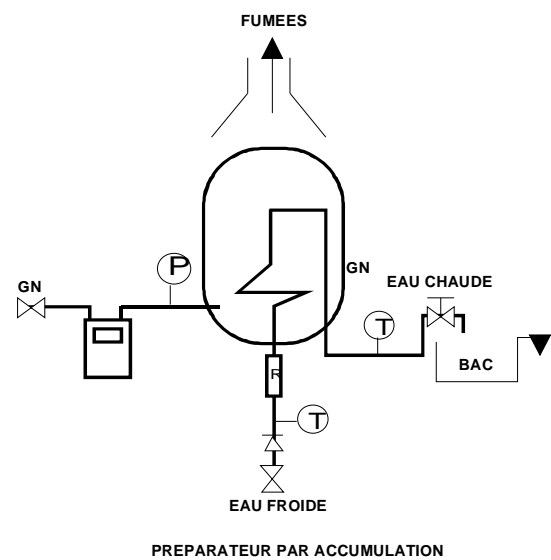 FUMEES
P
GN
GN
EAU CHAUDE
T
BAC
R
T
EAU FROIDE
PREPARATEUR PAR ACCUMULATION